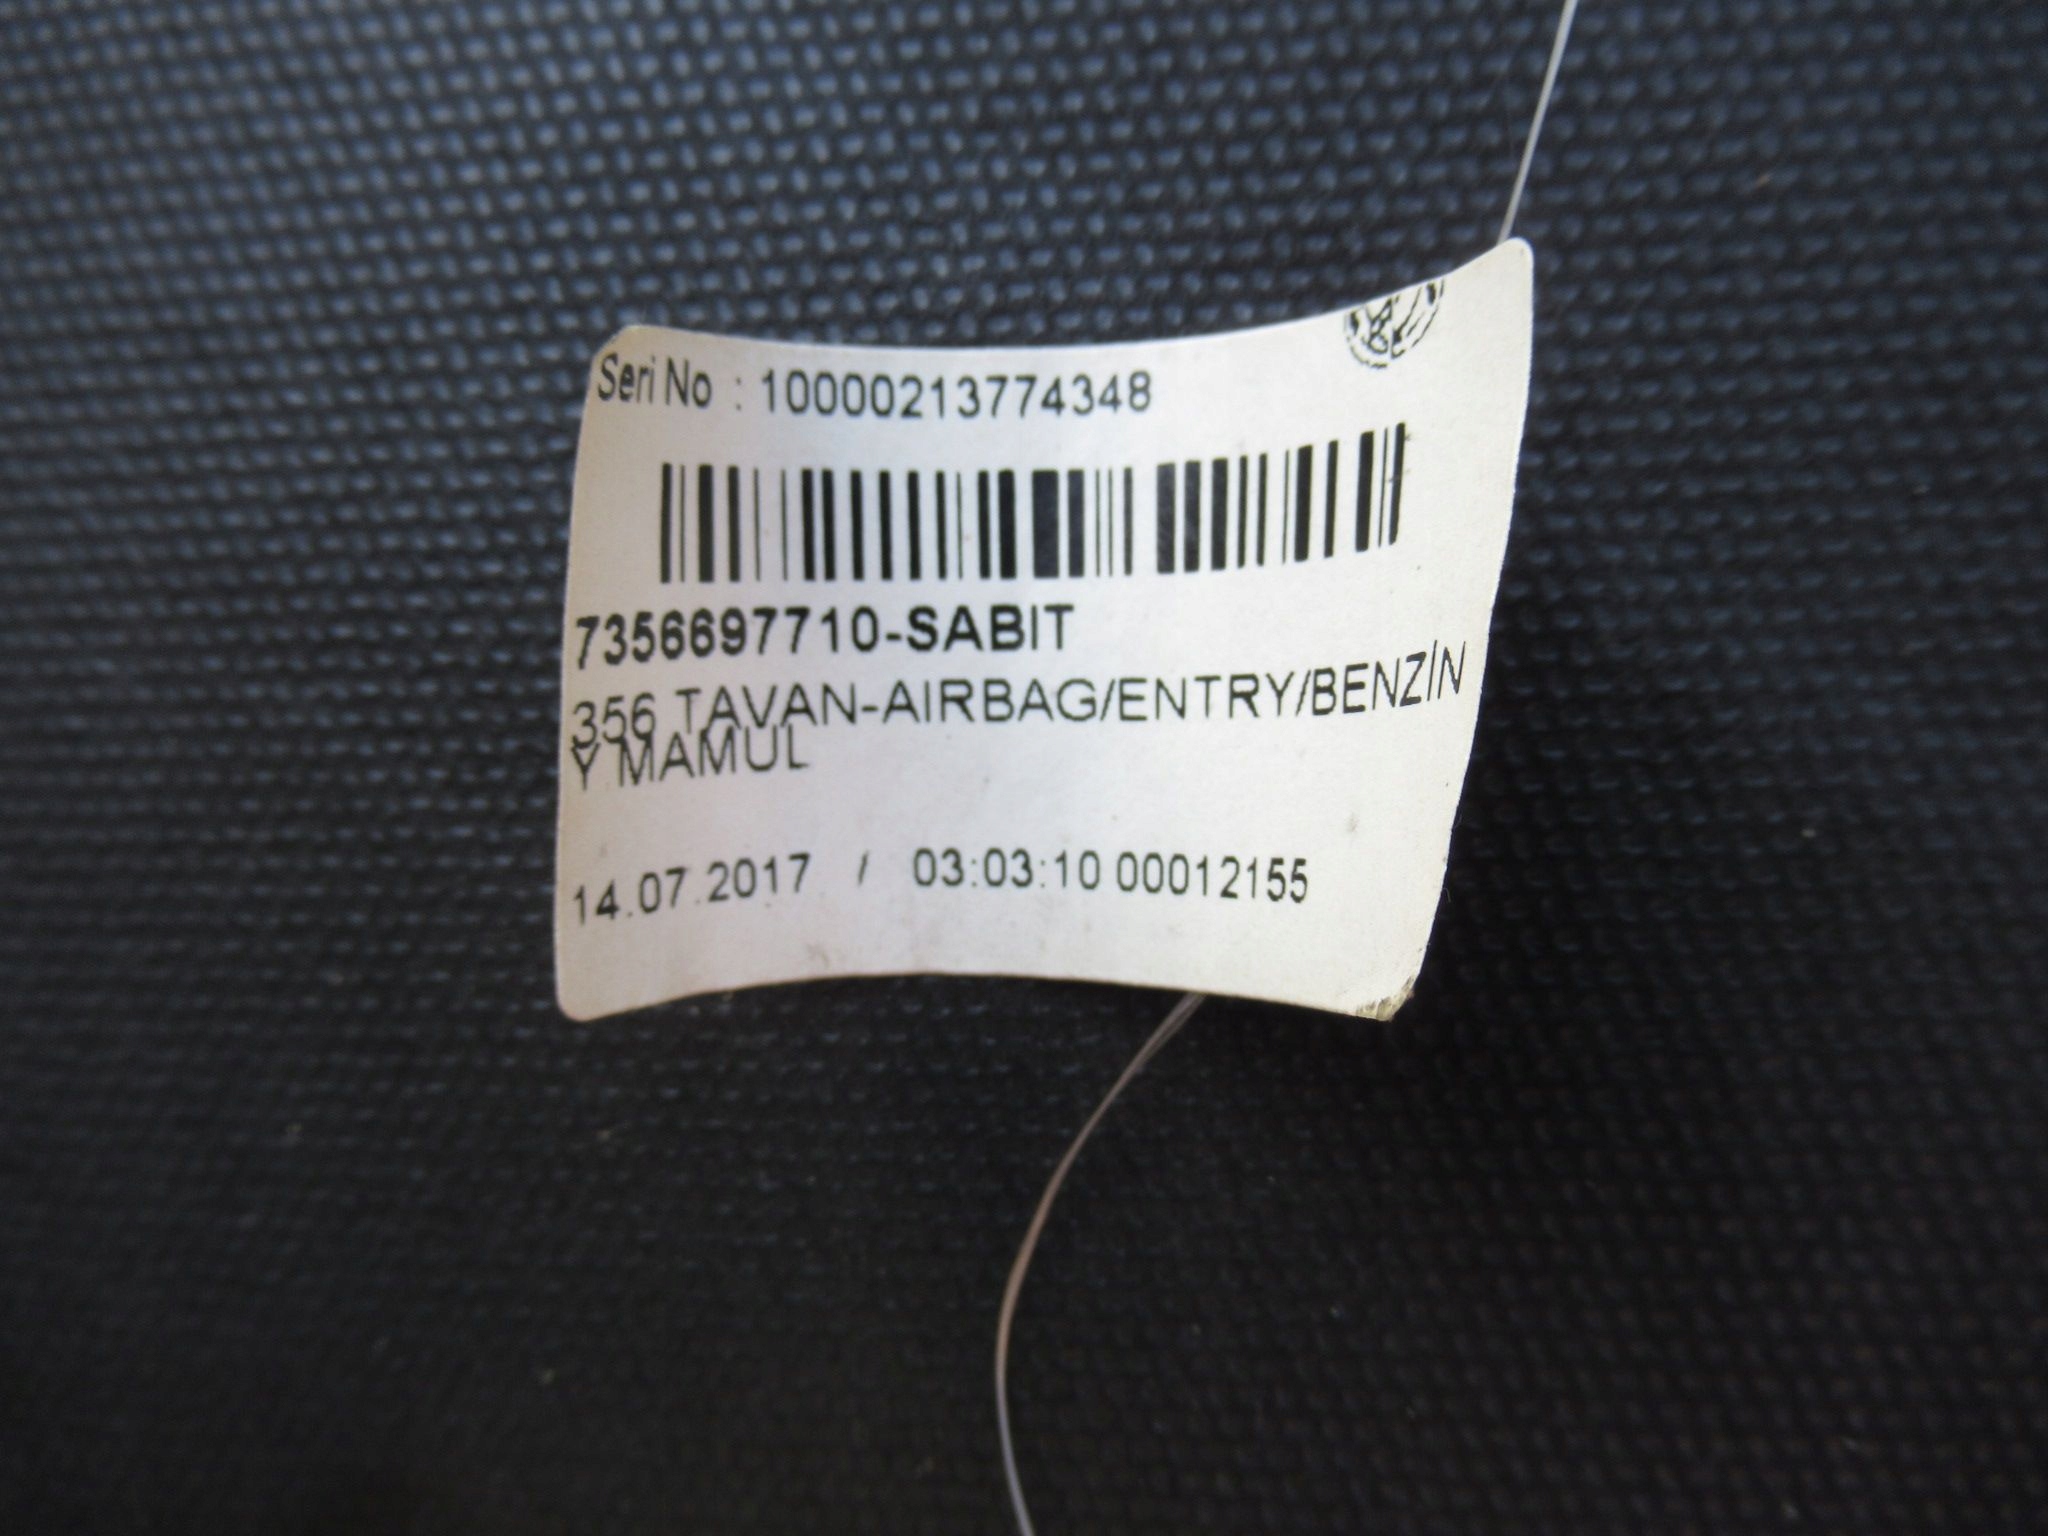 Seri No : 10000213774348
7356697710-SABIT
356 TAVAN-AIRBAG/ENTRY/BENZİN
Y MAMUL
14.07.2017 / 03:03:10 00012155